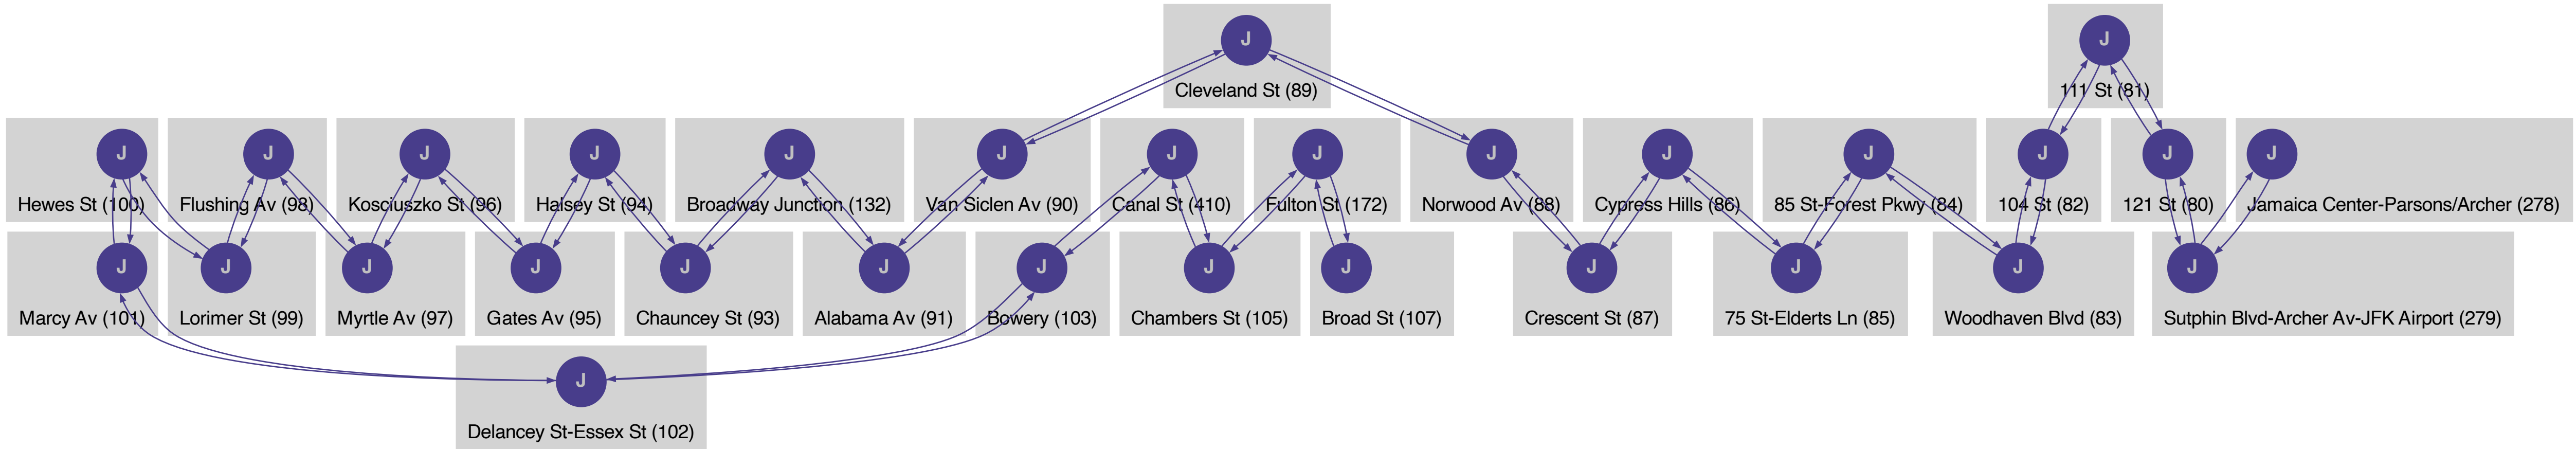 J
Cleveland St (89)
J
111 St (81)
J
Hewes St (100)
J
Flushing Av (98)
J
Kosciuszko St (96)
J
Halsey St (94)
J
Broadway Junction (132)
J
Van Siclen Av (90)
J
Canal St (410)
J
Fulton St (172)
J
Norwood Av (88)
J
Cypress Hills (86)
J
85 St-Forest Pkwy (84)
J
104 St (82)
J
121 St (80)
J
Jamaica Center-Parsons/Archer (278)
J
Marcy Av (101)
J
Lorimer St (99)
J
Myrtle Av (97)
J
Gates Av (95)
J
Chauncey St (93)
J
Alabama Av (91)
J
Bowery (103)
J
Chambers St (105)
J
Broad St (107)
J
Crescent St (87)
J
75 St-Elderts Ln (85)
J
Woodhaven Blvd (83)
J
Sutphin Blvd-Archer Av-JFK Airport (279)
J
Delancey St-Essex St (102)